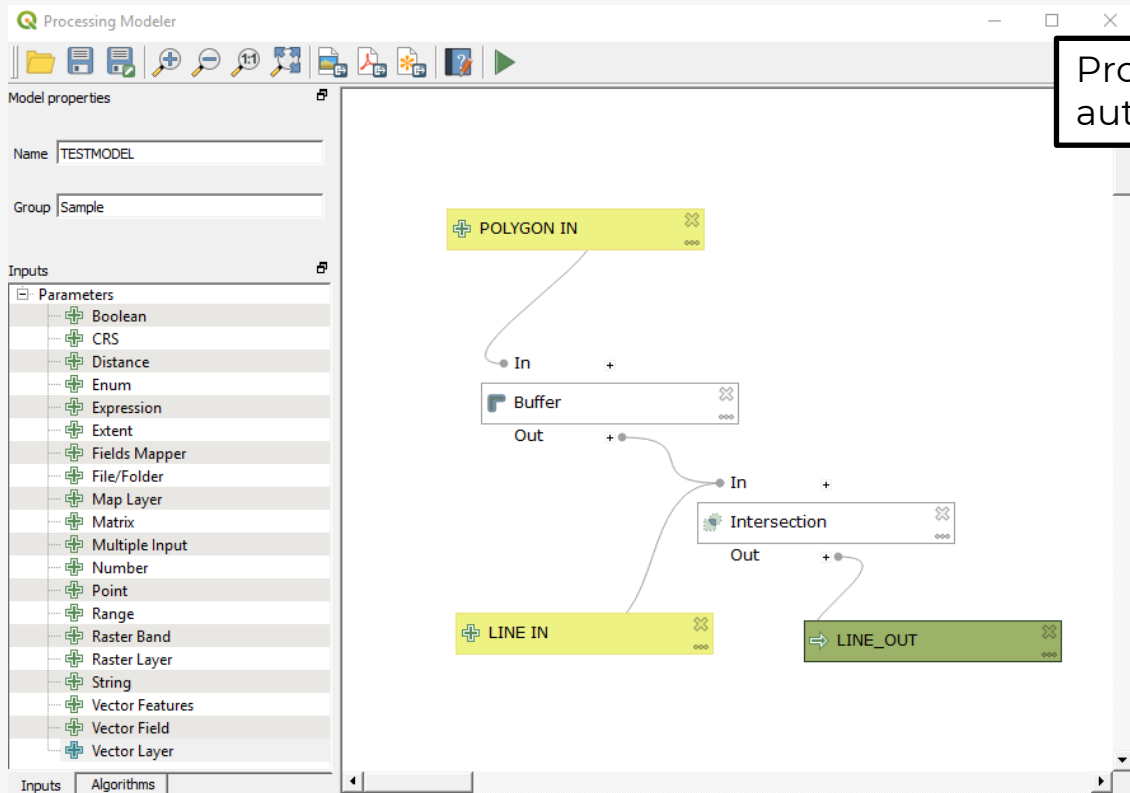 Processing Modeler
1:1
Model properties
Name TESTMODEL
Group Sample
Inputs
Parameters
Boolean
CRS
Distance
Enum
Expression
Extent
Fields Mapper
File/Folder
Map Layer
Matrix
Multiple Input
Number
Point
Range
Raster Band
Raster Layer
String
Vector Features
Vector Field
Vector Layer
Inputs Algorithms
POLYGON IN
In
Buffer
Out
In
Intersection
Out
LINE IN
LINE_OUT